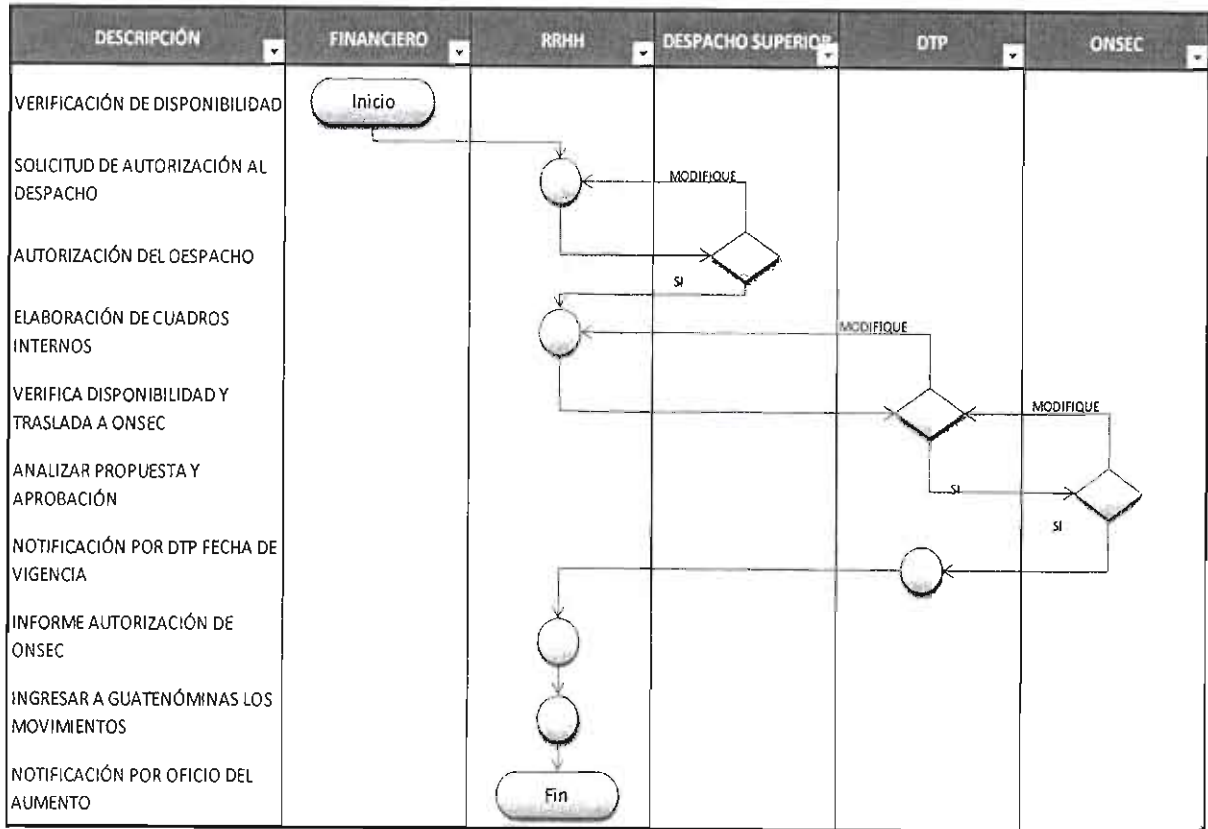 DESCRIPCIÓN FINANCIERO RRHH DESPACHO SUPERIOR DTP ONSEC
VERIFICACIÓN DE DISPONIBILIDAD Inicio
SOLICITUD DE AUTORIZACIÓN AL
DESPACHO
MODIFIQUE
AUTORIZACIÓN DEL OESPACHO
SI
ELABORACIÓN DE CUADROS
INTERNOS
MODIFIQUE
VERIFICA DISPONIBILIDAD Y
TRASLADA A ONSEC
MODIFIQUE
ANALIZAR PROPUESTA Y
APROBACIÓN
SI
SI
NOTIFICACIÓN POR DTP FECHA DE
VIGENCIA
INFORME AUTORIZACIÓN DE
ONSEC
INGRESAR A GUATENÓMINAS LOS
MOVIMIENTOS
NOTIFICACIÓN POR OFICIO DEL
AUMENTO
Fin